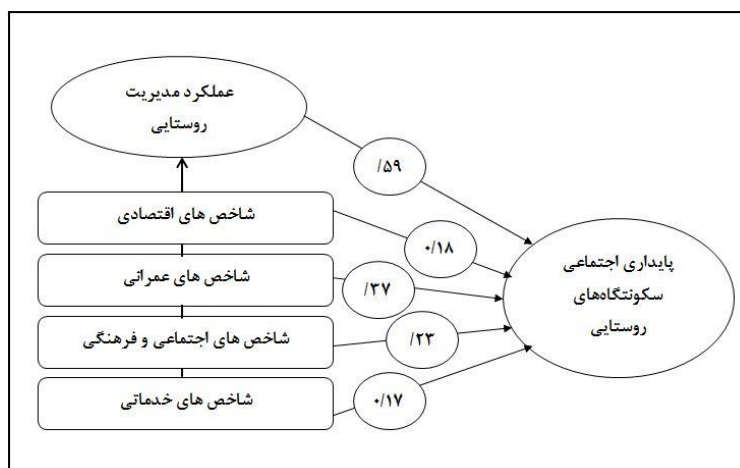 عملکرد مدیریت
روستایی
/۵۹
شاخص های اقتصادی
۰/۱۸
پایداری اجتماعی
سکونتگاه‌های
روستایی
شاخص های عمرانی
/۳۷
شاخص های اجتماعی و فرهنگی
/۲۳
شاخص های خدماتی
۰/۱۷